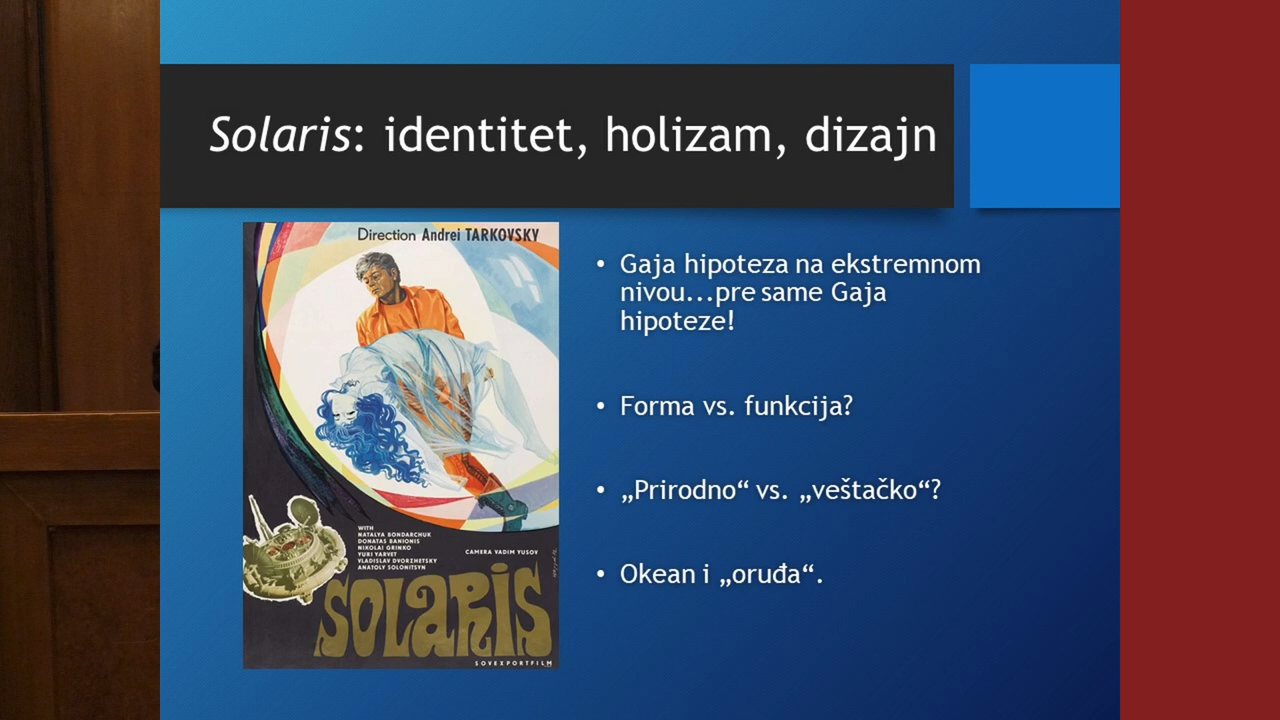 Solaris: identitet, holizam, dizajn
Direction Andrei TARKOVSKY
WITH
NATALYA BONDARCHUK
DONATAS BANIONIS
NIKOLAI GRINKO
YURI YARVET
VLADISLAV DVORZHETSKY
ANATOLY SOLONITSYN
CAMERA VADIM YUSOV
SOLARIS
SOVEXPORTFILM
• Gaja hipoteza na ekstremnom
nivou...pre same Gaja
hipoteze!
• Forma vs. funkcija?
• „Prirodno“ vs. „veštačko“?
• Okean i „oruđa“.